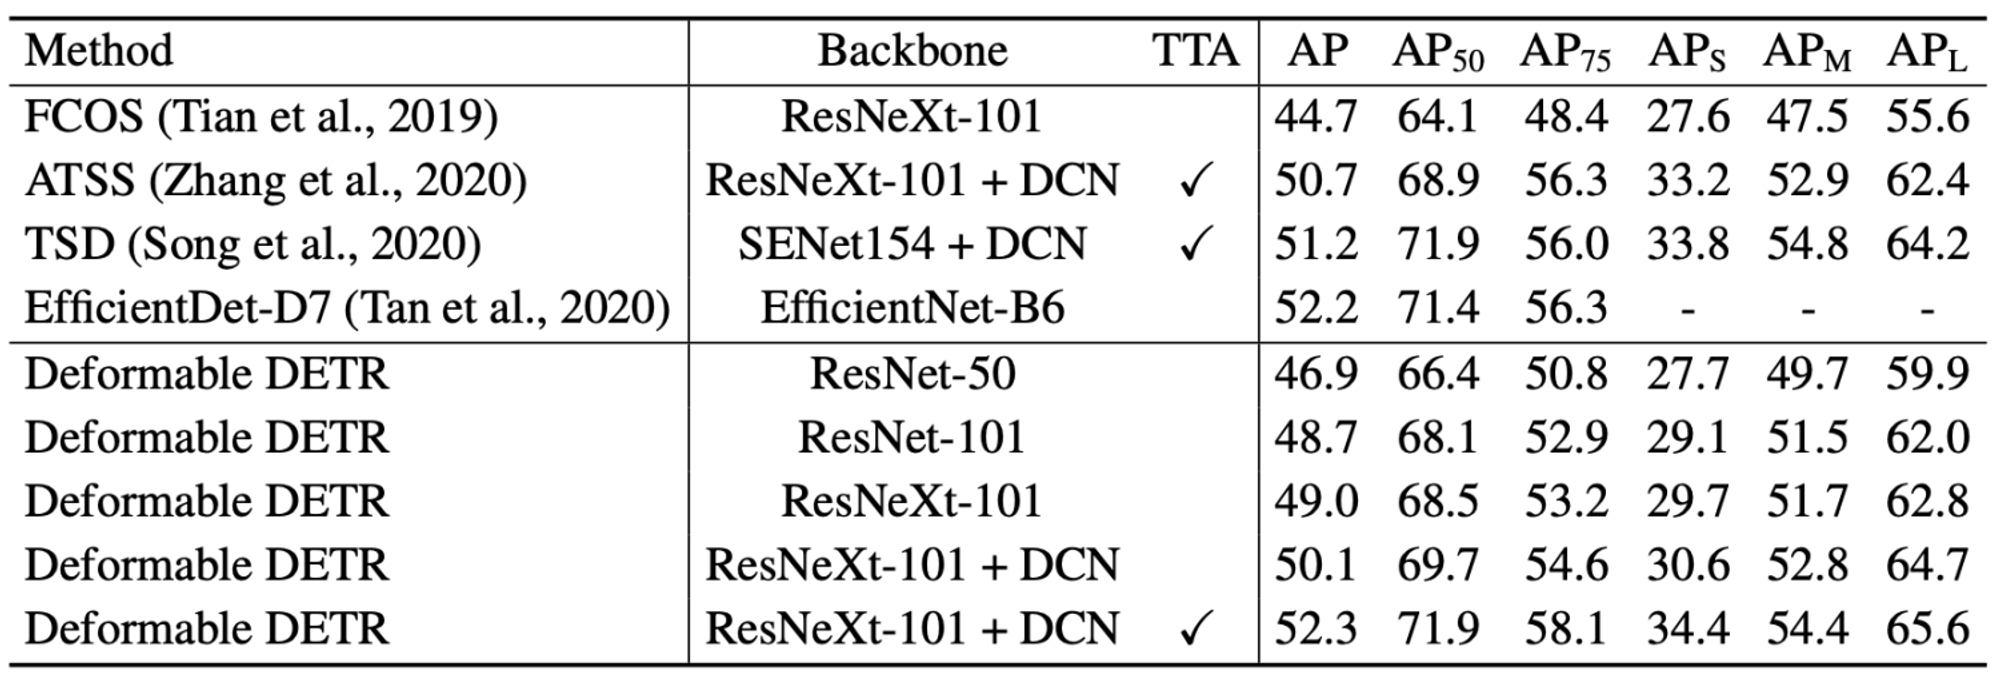 Method Backbone TTA AP AP50 AP75 APS APM APL
FCOS (Tian et al., 2019) ResNeXt-101 44.7 64.1 48.4 27.6 47.5 55.6
ATSS (Zhang et al., 2020) ResNeXt-101 + DCN ✓ 50.7 68.9 56.3 33.2 52.9 62.4
TSD (Song et al., 2020) SENet154 + DCN ✓ 51.2 71.9 56.0 33.8 54.8 64.2
EfficientDet-D7 (Tan et al., 2020) EfficientNet-B6 52.2 71.4 56.3 - - -
Deformable DETR ResNet-50 46.9 66.4 50.8 27.7 49.7 59.9
Deformable DETR ResNet-101 48.7 68.1 52.9 29.1 51.5 62.0
Deformable DETR ResNeXt-101 49.0 68.5 53.2 29.7 51.7 62.8
Deformable DETR ResNeXt-101 + DCN 50.1 69.7 54.6 30.6 52.8 64.7
Deformable DETR ResNeXt-101 + DCN ✓ 52.3 71.9 58.1 34.4 54.4 65.6